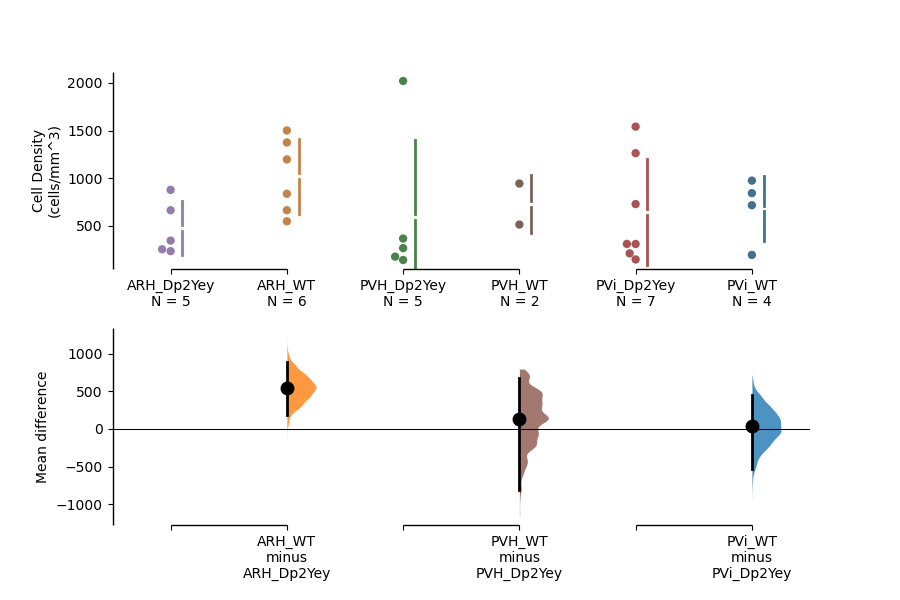 2000
1500
1000
500
Cell Density
(cells/mm^3)
ARH_Dp2Yey
N = 5
ARH_WT
N = 6
PVH_Dp2Yey
N = 5
PVH_WT
N = 2
PVi_Dp2Yey
N = 7
PVi_WT
N = 4
1000
500
0
−500
−1000
Mean difference
ARH_WT
minus
ARH_Dp2Yey
PVH_WT
minus
PVH_Dp2Yey
PVi_WT
minus
PVi_Dp2Yey